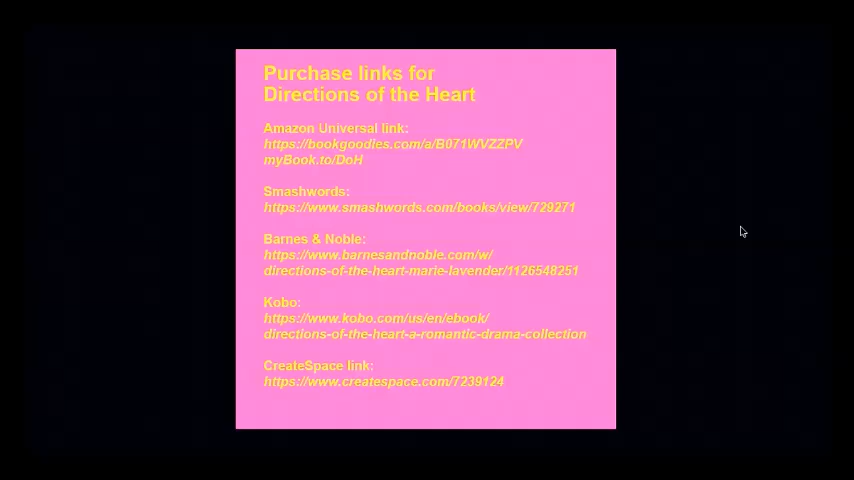 Purchase links for
Directions of the Heart
Amazon Universal link:
https://bookgoodies.com/a/B071WVZZPV
myBook.to/DoH
Smashwords:
https://www.smashwords.com/books/view/729271
Barnes & Noble:
https://www.barnesandnoble.com/w/
directions-of-the-heart-marie-lavender/1126548251
Kobo:
https://www.kobo.com/us/en/ebook/
directions-of-the-heart-a-romantic-drama-collection
CreateSpace link:
https://www.createspace.com/7239124